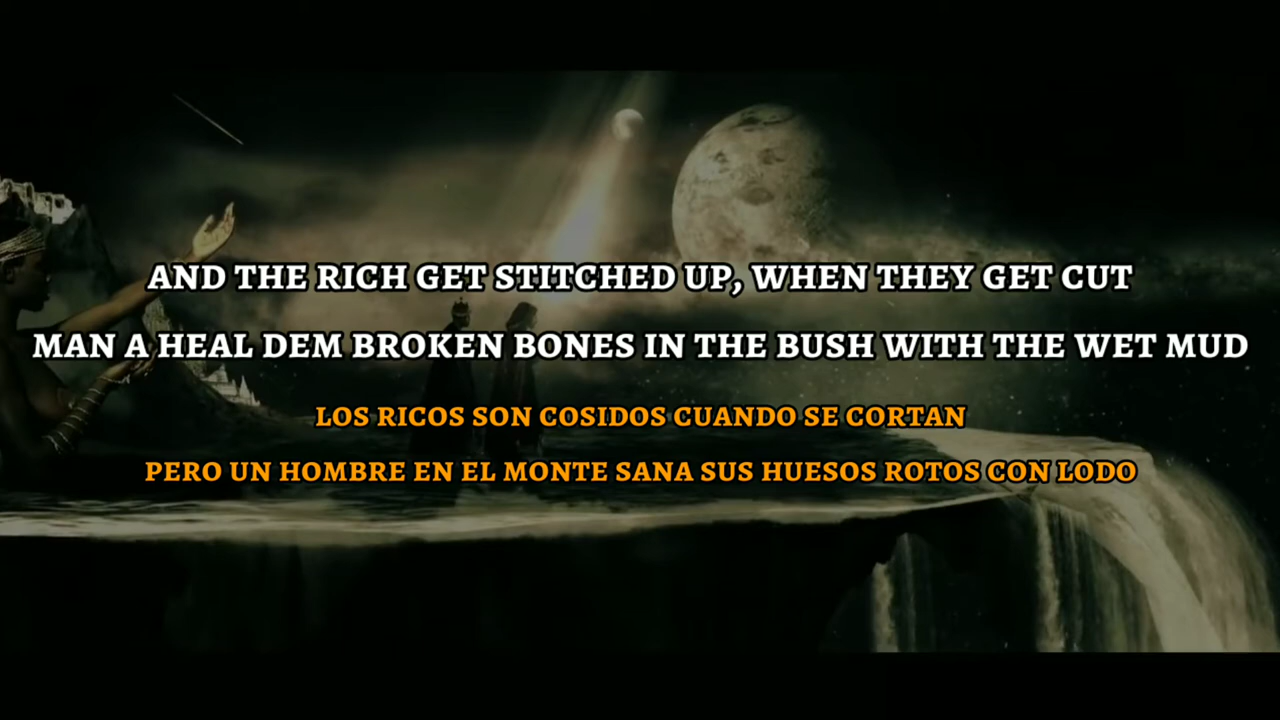 AND THE RICH GET STITCHED UP, WHEN THEY GET CUT
MAN A HEAL DEM BROKEN BONES IN THE BUSH WITH THE WET MUD
LOS RICOS SON COSIDOS CUANDO SE CORTAN
PERO UN HOMBRE EN EL MONTE SANA SUS HUESOS ROTOS CON LODO